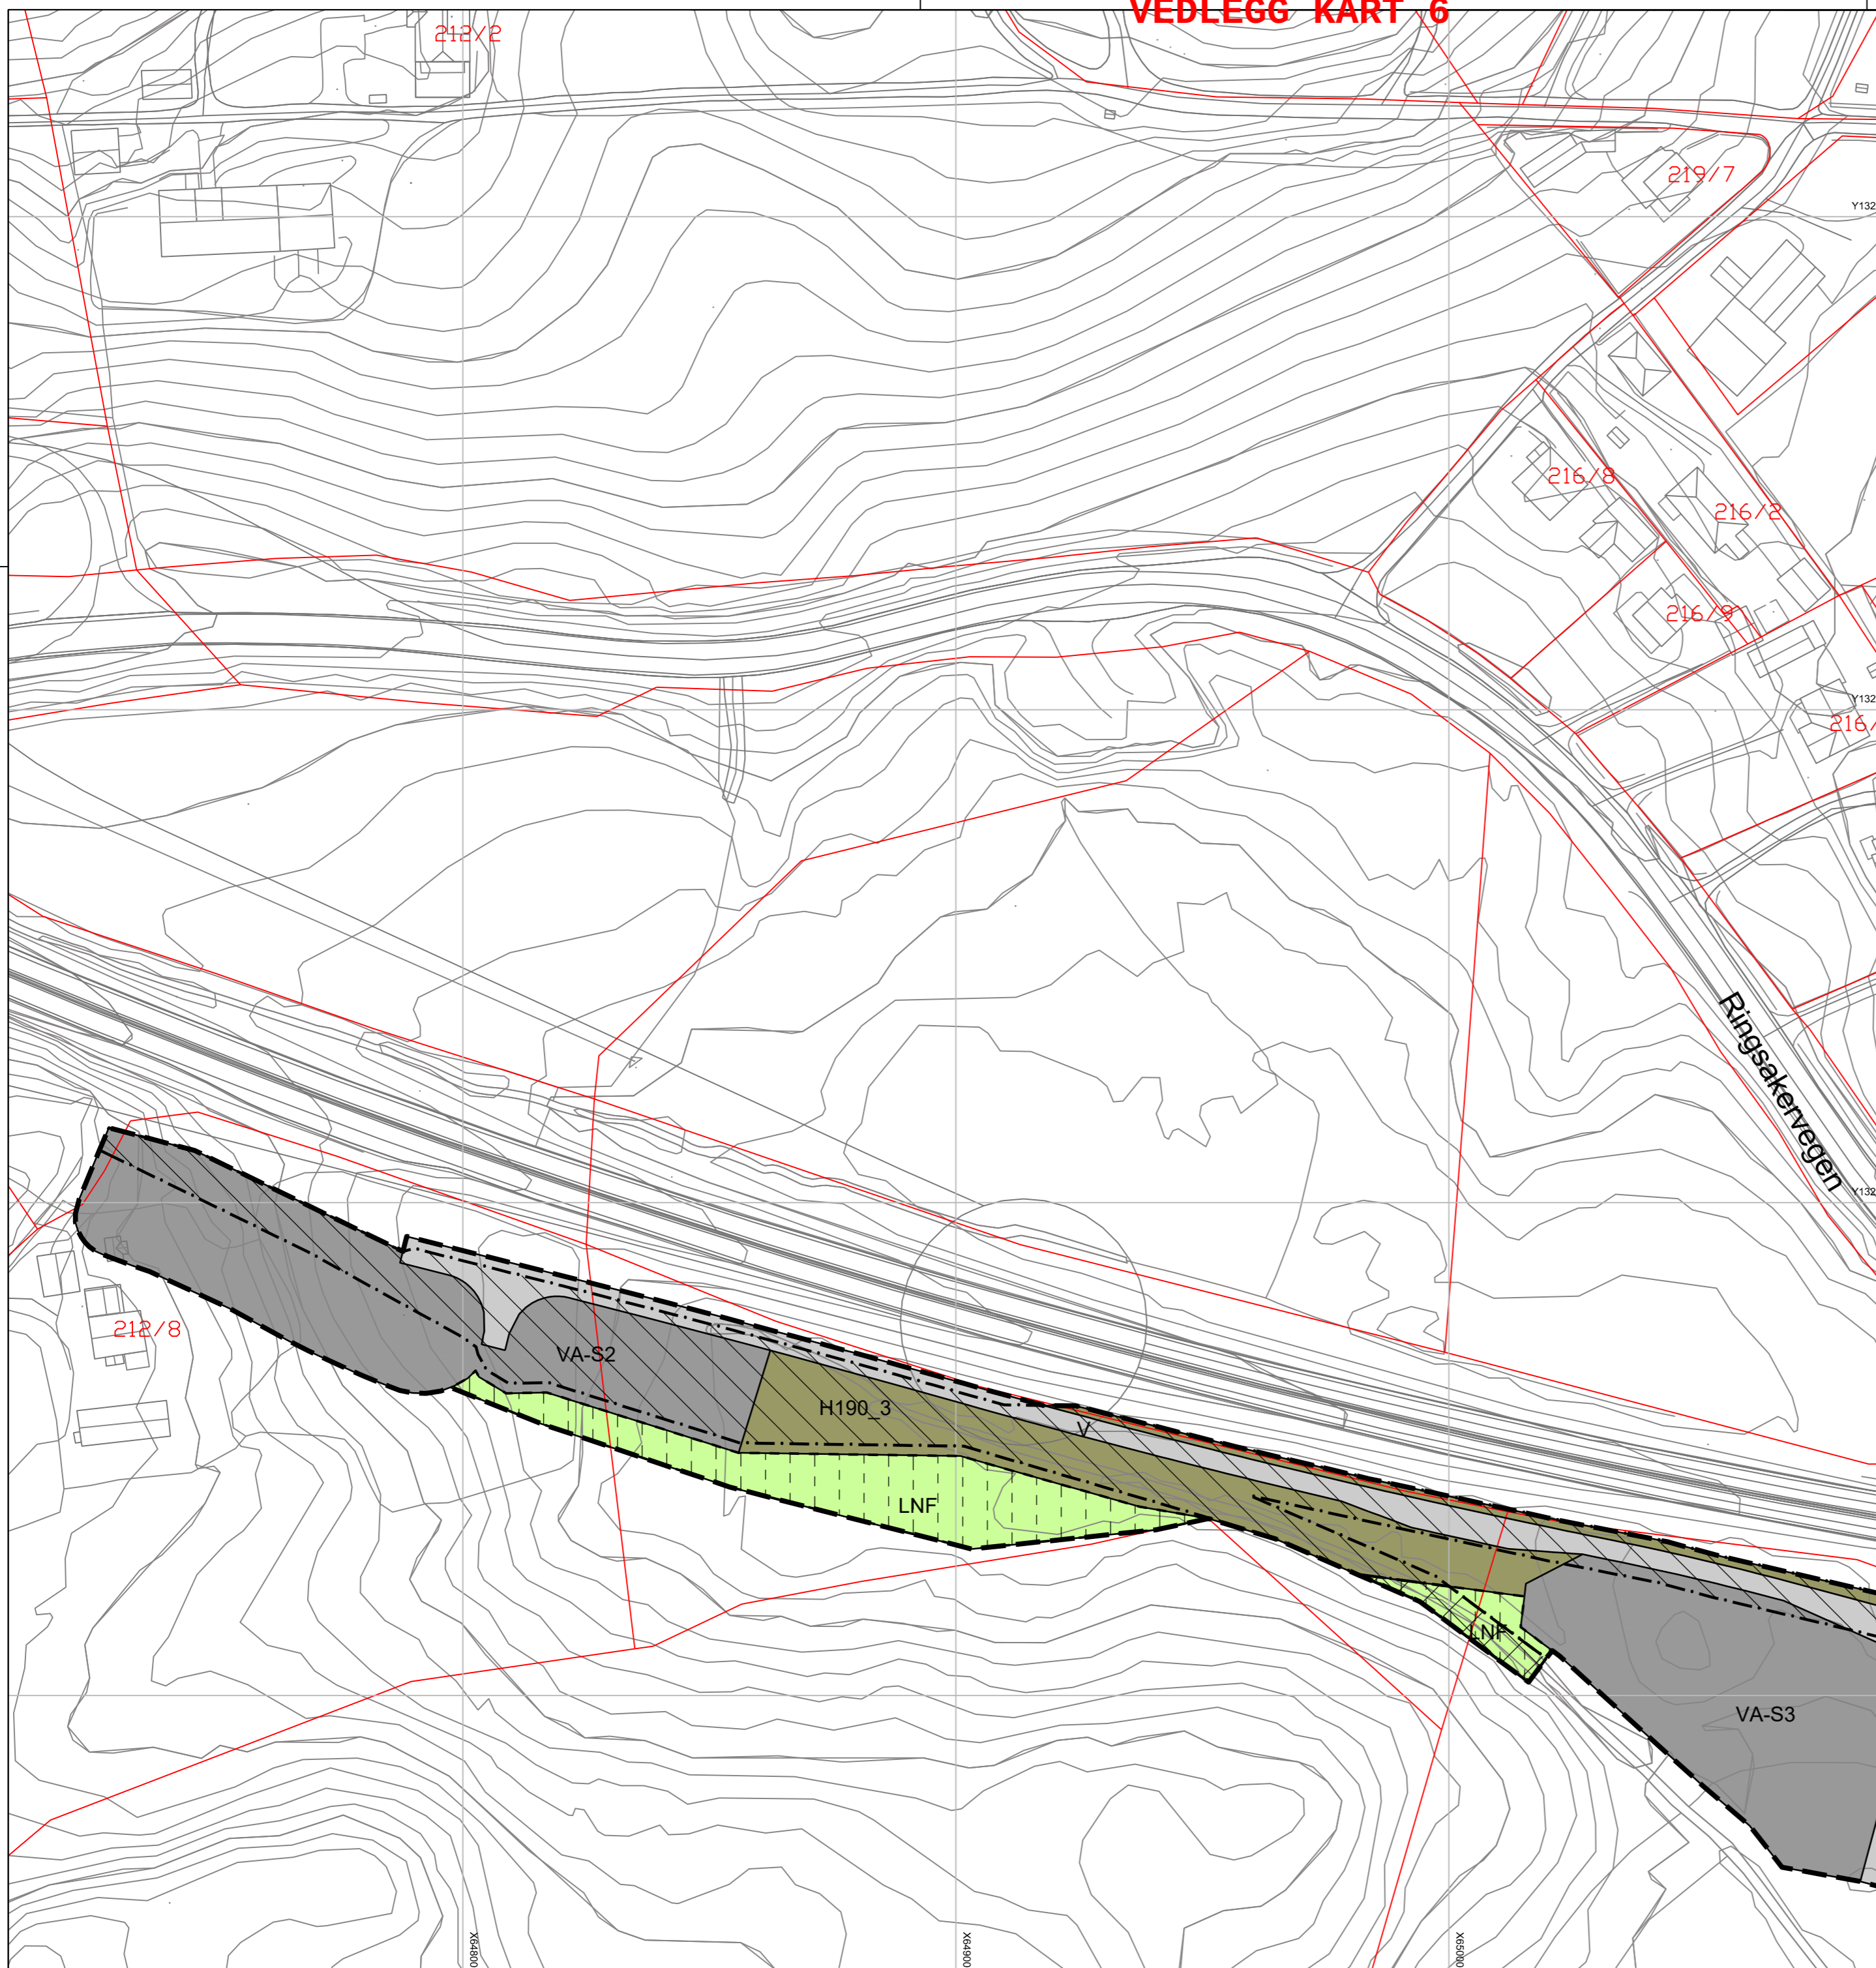 VEDLEGG KART 6
212/2
219/7
Y132
216/8
216/2
216/9
Y132
216/
Ringsakervegen
Y132
212/8
VA-S2
H190_3
V
LNF
LNF
VA-S3
X64800
X64900
X65000